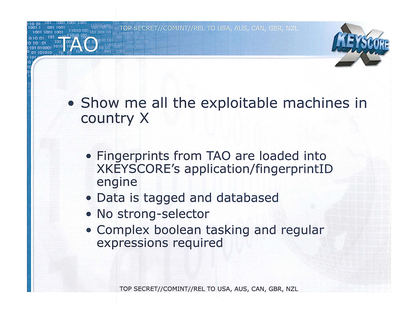 TOP SECRET//COMINT//REL TO USA, AUS, CAN, GBR, NZL
TAO
XKEYSCORE
• Show me all the exploitable machines in
country X
• Fingerprints from TAO are loaded into
XKEYSCORE's application/fingerprintID
engine
• Data is tagged and databased
• No strong-selector
• Complex boolean tasking and regular
expressions required
TOP SECRET//COMINT//REL TO USA, AUS, CAN, GBR, NZL